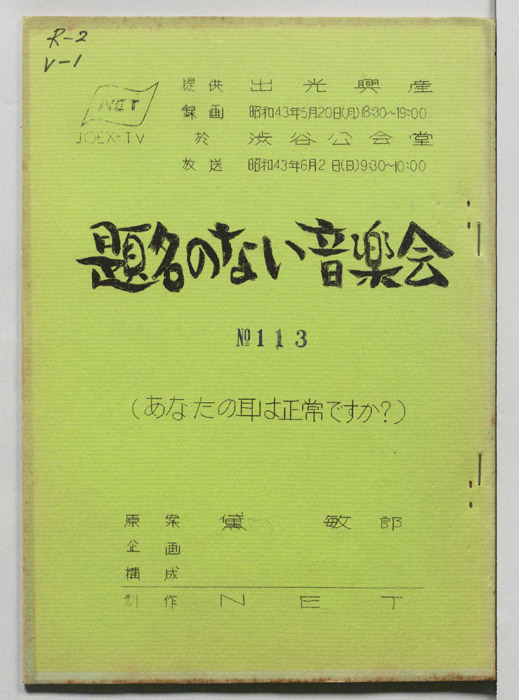 R-2
V-1
NET
JOEX-TV
提供 出光興産
録画 昭和43年5月20日(月)18:30~19:00
於 渋谷公会堂
放送 昭和43年6月2日(日)9:30~10:00
題名のない音楽会
№113
(あなたの耳は正常ですか?)
原案 黛 敏郎
企画
構成
制作 NET